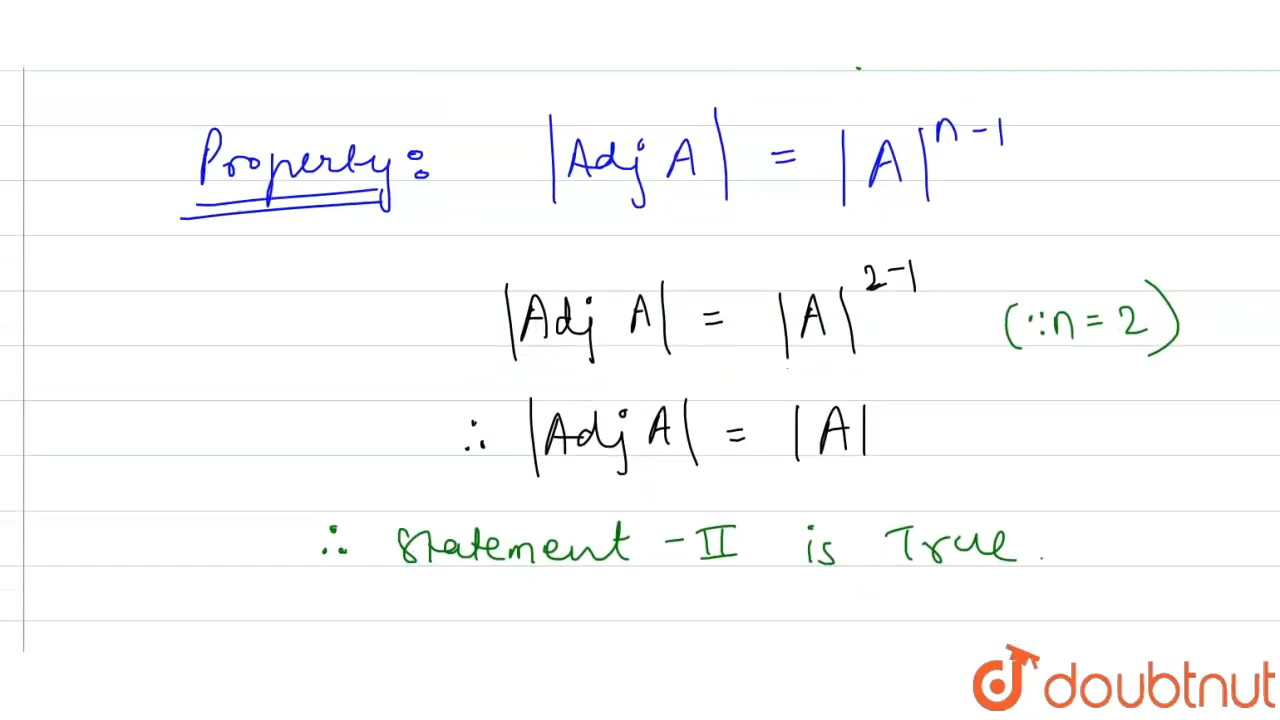 Property: |Adj A| = |A|^{n-1}
|Adj A| = |A|^{2-1} (∵ n = 2)
∴ |Adj A| = |A|
∴ Statement - II is True.
doubtnut